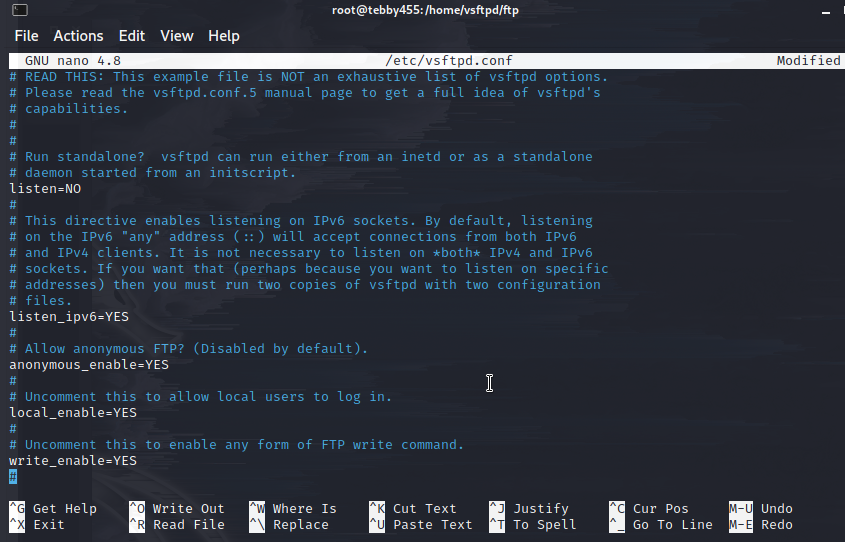 root@tebby455:/home/vsftpd/ftp
File Actions Edit View Help
GNU nano 4.8 /etc/vsftpd.conf Modified
# READ THIS: This example file is NOT an exhaustive list of vsftpd options.
# Please read the vsftpd.conf.5 manual page to get a full idea of vsftpd's
# capabilities.
#
#
# Run standalone?  vsftpd can run either from an inetd or as a standalone
# daemon started from an initscript.
listen=NO
#
# This directive enables listening on IPv6 sockets. By default, listening
# on the IPv6 "any" address (::) will accept connections from both IPv6
# and IPv4 clients. It is not necessary to listen on *both* IPv4 and IPv6
# sockets. If you want that (perhaps because you want to listen on specific
# addresses) then you must run two copies of vsftpd with two configuration
# files.
listen_ipv6=YES
#
# Allow anonymous FTP? (Disabled by default).
anonymous_enable=YES
#
# Uncomment this to allow local users to log in.
local_enable=YES
#
# Uncomment this to enable any form of FTP write command.
write_enable=YES
#
^G Get Help ^O Write Out ^W Where Is ^K Cut Text ^J Justify ^C Cur Pos M-U Undo
^X Exit ^R Read File ^\ Replace ^U Paste Text ^T To Spell ^_ Go To Line M-E Redo